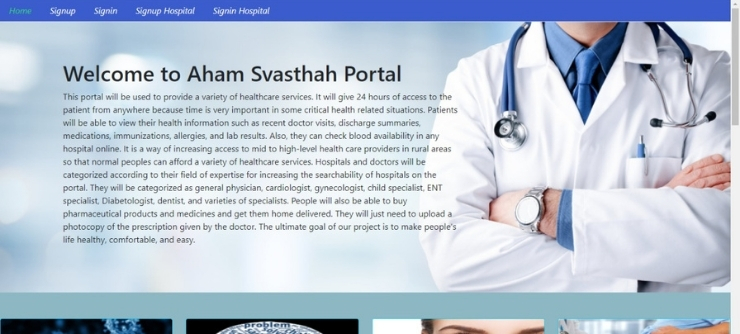 Home Signup Signin Signup Hospital Signin Hospital
Welcome to Aham Svasthah Portal
This portal will be used to provide a variety of healthcare services. It will give 24 hours of access to the
patient from anywhere because time is very important in some critical health related situations. Patients
will be able to view their health information such as recent doctor visits, discharge summaries,
medications, immunizations, allergies, and lab results. Also, they can check blood availability in any
hospital online. It is a way of increasing access to mid to high-level health care providers in rural areas
so that normal peoples can afford a variety of healthcare services. Hospitals and doctors will be
categorized according to their field of expertise for increasing the searchability of hospitals on the
portal. They will be categorized as general physician, cardiologist, gynecologist, child specialist, ENT
specialist, Diabetologist, dentist, and varieties of specialists. People will also be able to buy
pharmaceutical products and medicines and get them home delivered. They will just need to upload a
photocopy of the prescription given by the doctor. The ultimate goal of our project is to make people's
life healthy, comfortable, and easy.
problem